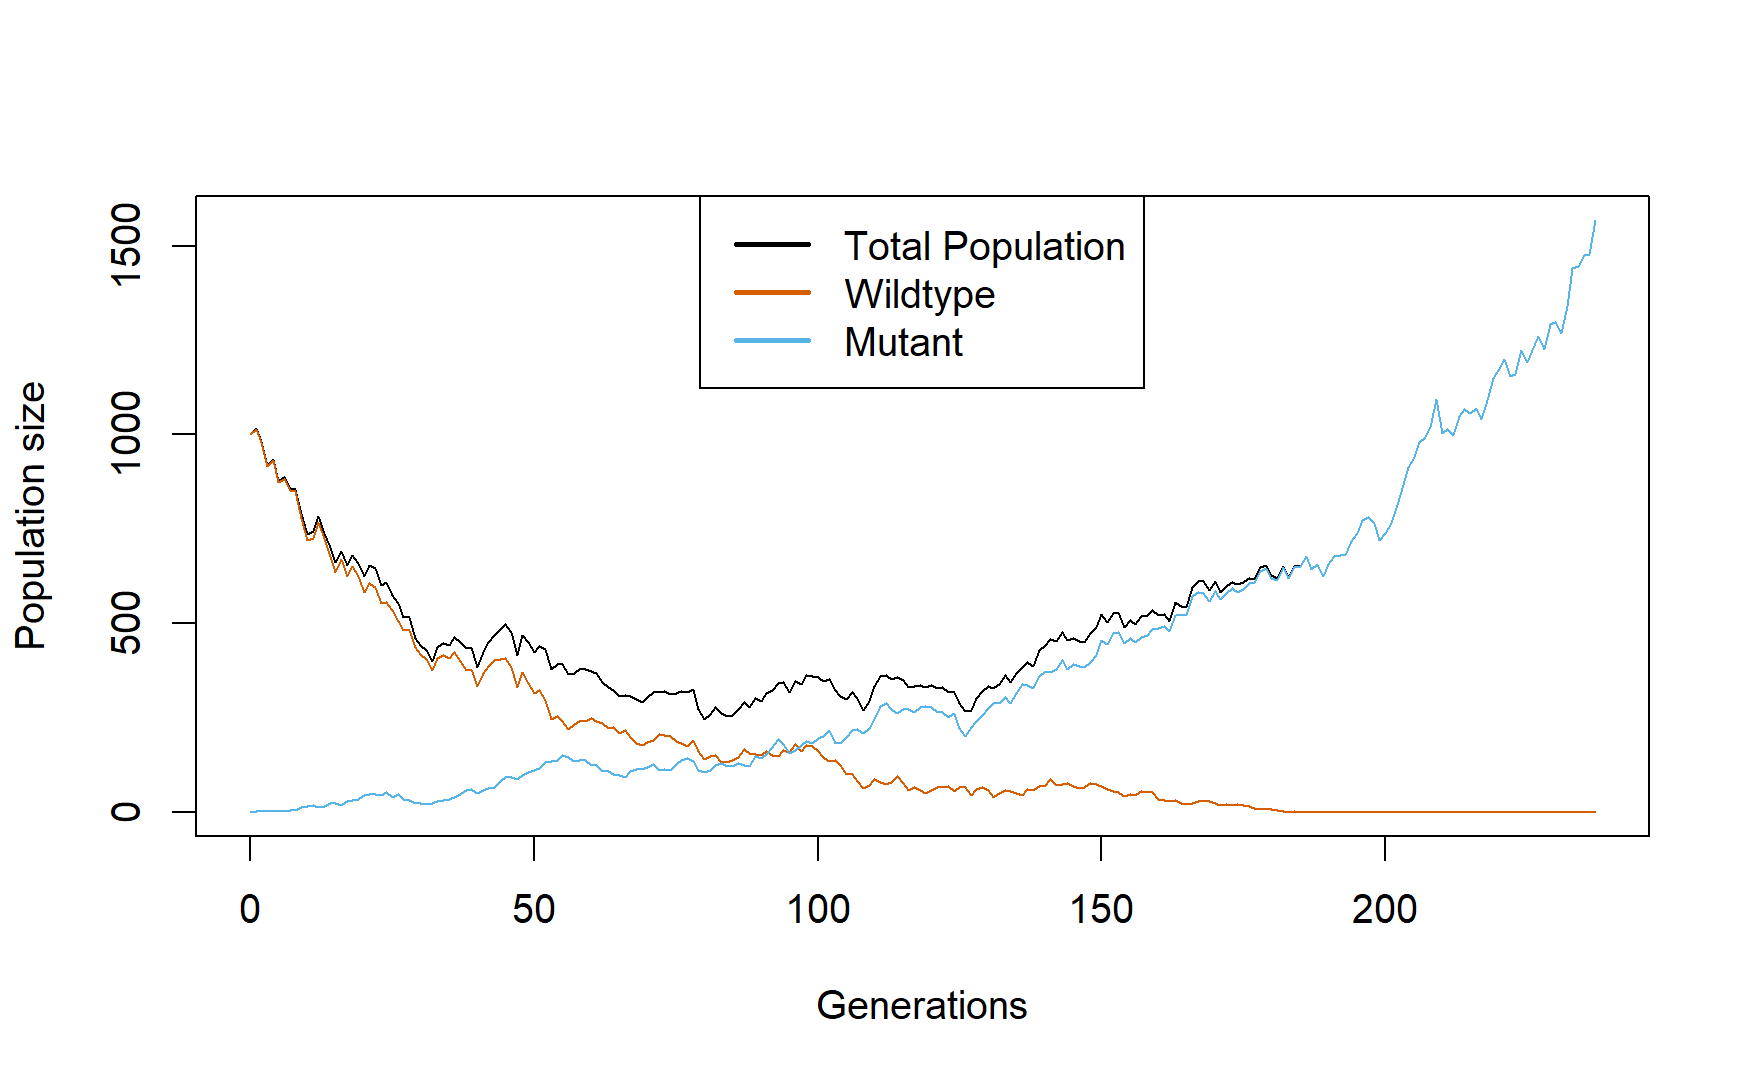 Total Population
Wildtype
Mutant
Population size
1500
1000
500
0
0 50 100 150 200
Generations